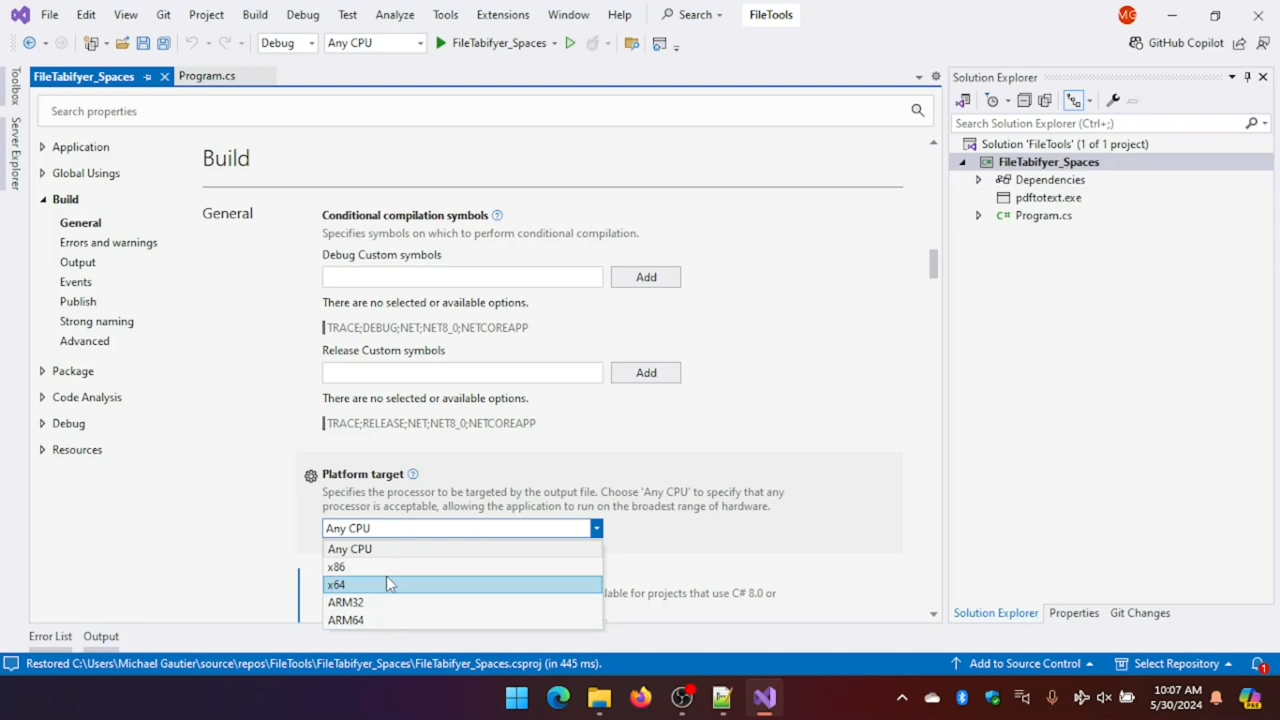 File Edit View Git Project Build Debug Test Analyze Tools Extensions Window Help Search FileTools MG
Debug Any CPU FileTabifyer_Spaces GitHub Copilot
FileTabifyer_Spaces Program.cs
Toolbox
Server Explorer
Search properties
Application
Global Usings
Build
General
Errors and warnings
Output
Events
Publish
Strong naming
Advanced
Package
Code Analysis
Debug
Resources
Build
General
Conditional compilation symbols
Specifies symbols on which to perform conditional compilation.
Debug Custom symbols
Add
There are no selected or available options.
TRACE;DEBUG;NET;NET8_0;NETCOREAPP
Release Custom symbols
Add
There are no selected or available options.
TRACE;RELEASE;NET;NET8_0;NETCOREAPP
Platform target
Specifies the processor to be targeted by the output file. Choose 'Any CPU' to specify that any
processor is acceptable, allowing the application to run on the broadest range of hardware.
Any CPU
Any CPU
x86
x64
lable for projects that use C# 8.0 or
ARM32
ARM64
Solution Explorer
Search Solution Explorer (Ctrl+;)
Solution 'FileTools' (1 of 1 project)
FileTabifyer_Spaces
Dependencies
pdftotext.exe
C# Program.cs
Solution Explorer Properties Git Changes
Error List Output
Restored C:\Users\Michael Gautier\source\repos\FileTools\FileTabifyer_Spaces\FileTabifyer_Spaces.csproj (in 445 ms). Add to Source Control Select Repository 1
10:07 AM
5/30/2024
PRE